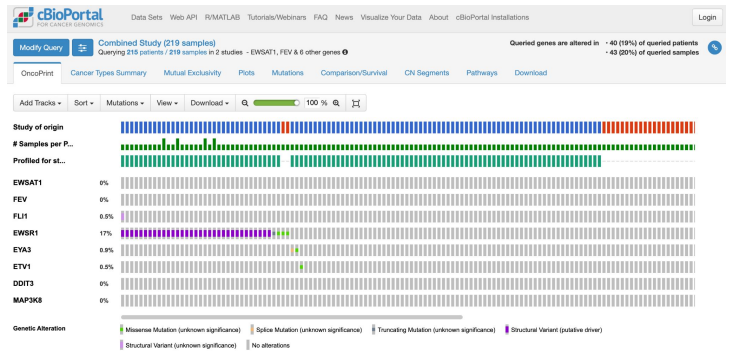 cBioPortal
FOR CANCER GENOMICS
Data Sets Web API R/MATLAB Tutorials/Webinars FAQ News Visualize Your Data About cBioPortal Installations
Login
Modify Query
Combined Study (219 samples)
Querying 215 patients / 219 samples in 2 studies - EWSAT1, FEV & 6 other genes
Queried genes are altered in
• 40 (19%) of queried patients
• 43 (20%) of queried samples
OncoPrint Cancer Types Summary Mutual Exclusivity Plots Mutations Comparison/Survival CN Segments Pathways Download
Add Tracks Sort Mutations View Download 100 %
Study of origin
# Samples per P...
Profiled for st...
EWSAT1 0%
FEV 0%
FLI1 0.5%
EWSR1 17%
EYA3 0.9%
ETV1 0.5%
DDIT3 0%
MAP3K8 0%
Genetic Alteration Missense Mutation (unknown significance) Splice Mutation (unknown significance) Truncating Mutation (unknown significance) Structural Variant (putative driver)
Structural Variant (unknown significance) No alterations